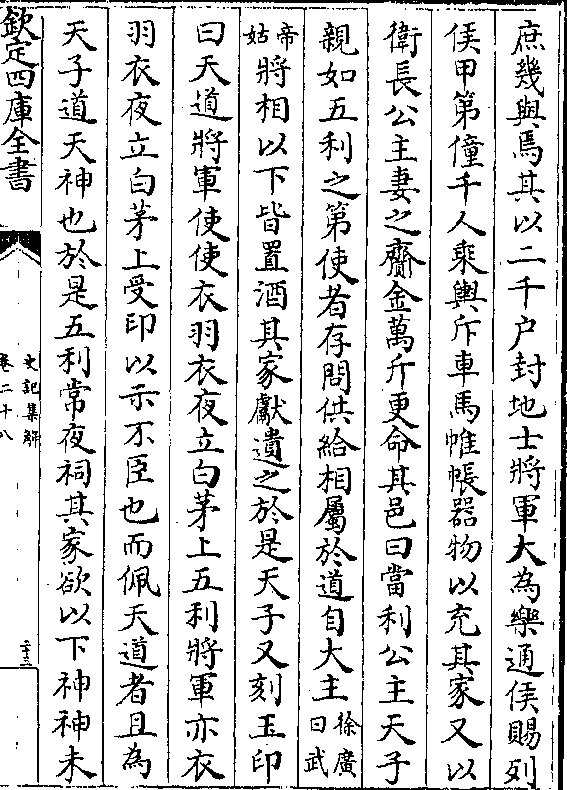 庶幾與焉其以二千户封地士將軍大為樂通侯賜列
侯甲第僮千人乘輿斥車馬帷帳器物以充其家又以
衛長公主妻之齎金萬斤更命其邑曰當利公主天子
親如五利之第使者存問供給相屬於道自大主徐廣曰武
帝姑將相以下皆置酒其家獻遺之於是天子又刻玉印
曰天道將軍使使衣羽衣夜立白茅上五利將軍亦衣
羽衣夜立白茅上受印以示不臣也而佩天道者且為
天子道天神也於是五利常夜祠其家欲以下神神未
欽定四庫全書
史記集解
卷二十八